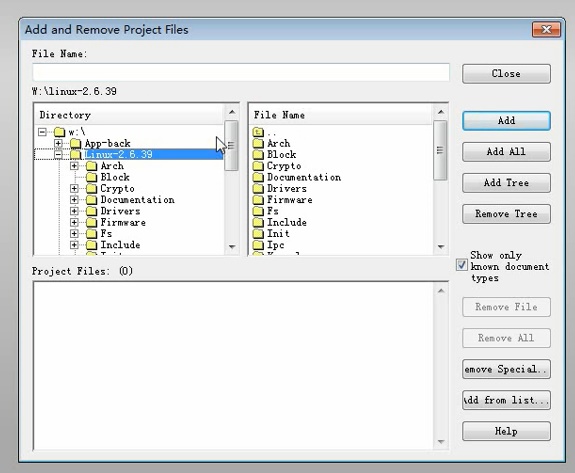 Add and Remove Project Files
File Name:
Close
W:\linux-2.6.39
Directory
w:\
App-back
Linux-2.6.39
Arch
Block
Crypto
Documentation
Drivers
Firmware
Fs
Include
File Name
..
Arch
Block
Crypto
Documentation
Drivers
Firmware
Fs
Include
Init
Ipc
Add
Add All
Add Tree
Remove Tree
Show only
known document
types
Project Files: (0)
Remove File
Remove All
emove Special..
Add from list...
Help